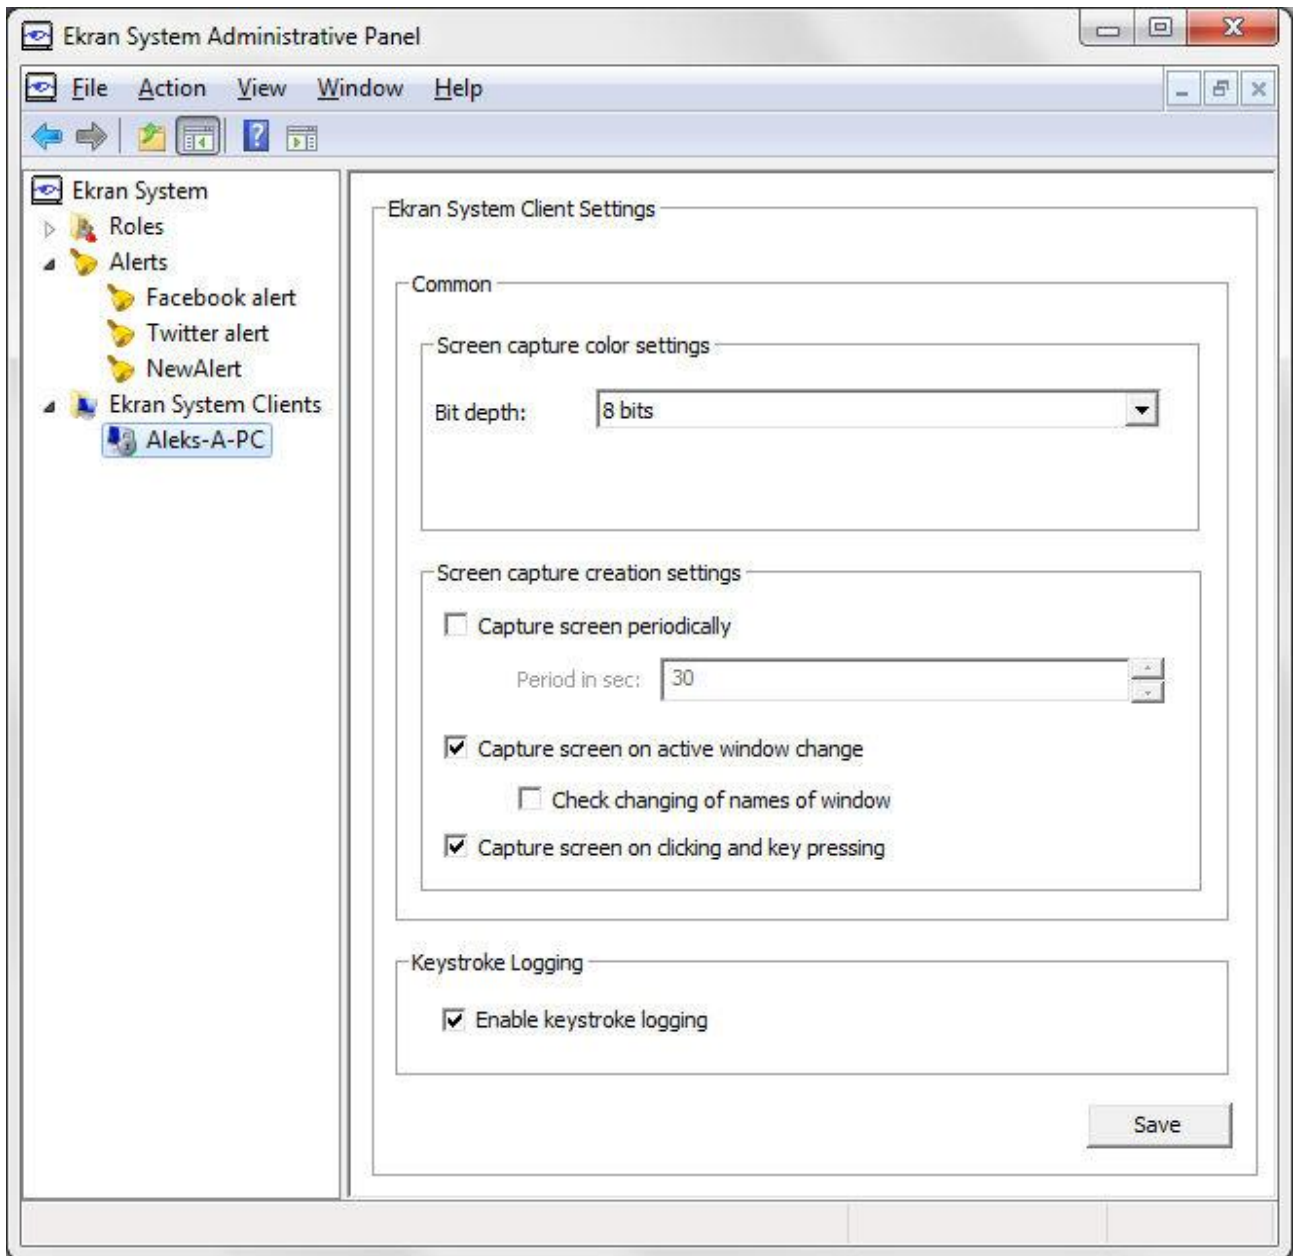 Ekran System Administrative Panel
File Action View Window Help
Ekran System
Roles
Alerts
Facebook alert
Twitter alert
NewAlert
Ekran System Clients
Aleks-A-PC
Ekran System Client Settings
Common
Screen capture color settings
Bit depth: 8 bits
Screen capture creation settings
Capture screen periodically
Period in sec: 30
Capture screen on active window change
Check changing of names of window
Capture screen on clicking and key pressing
Keystroke Logging
Enable keystroke logging
Save